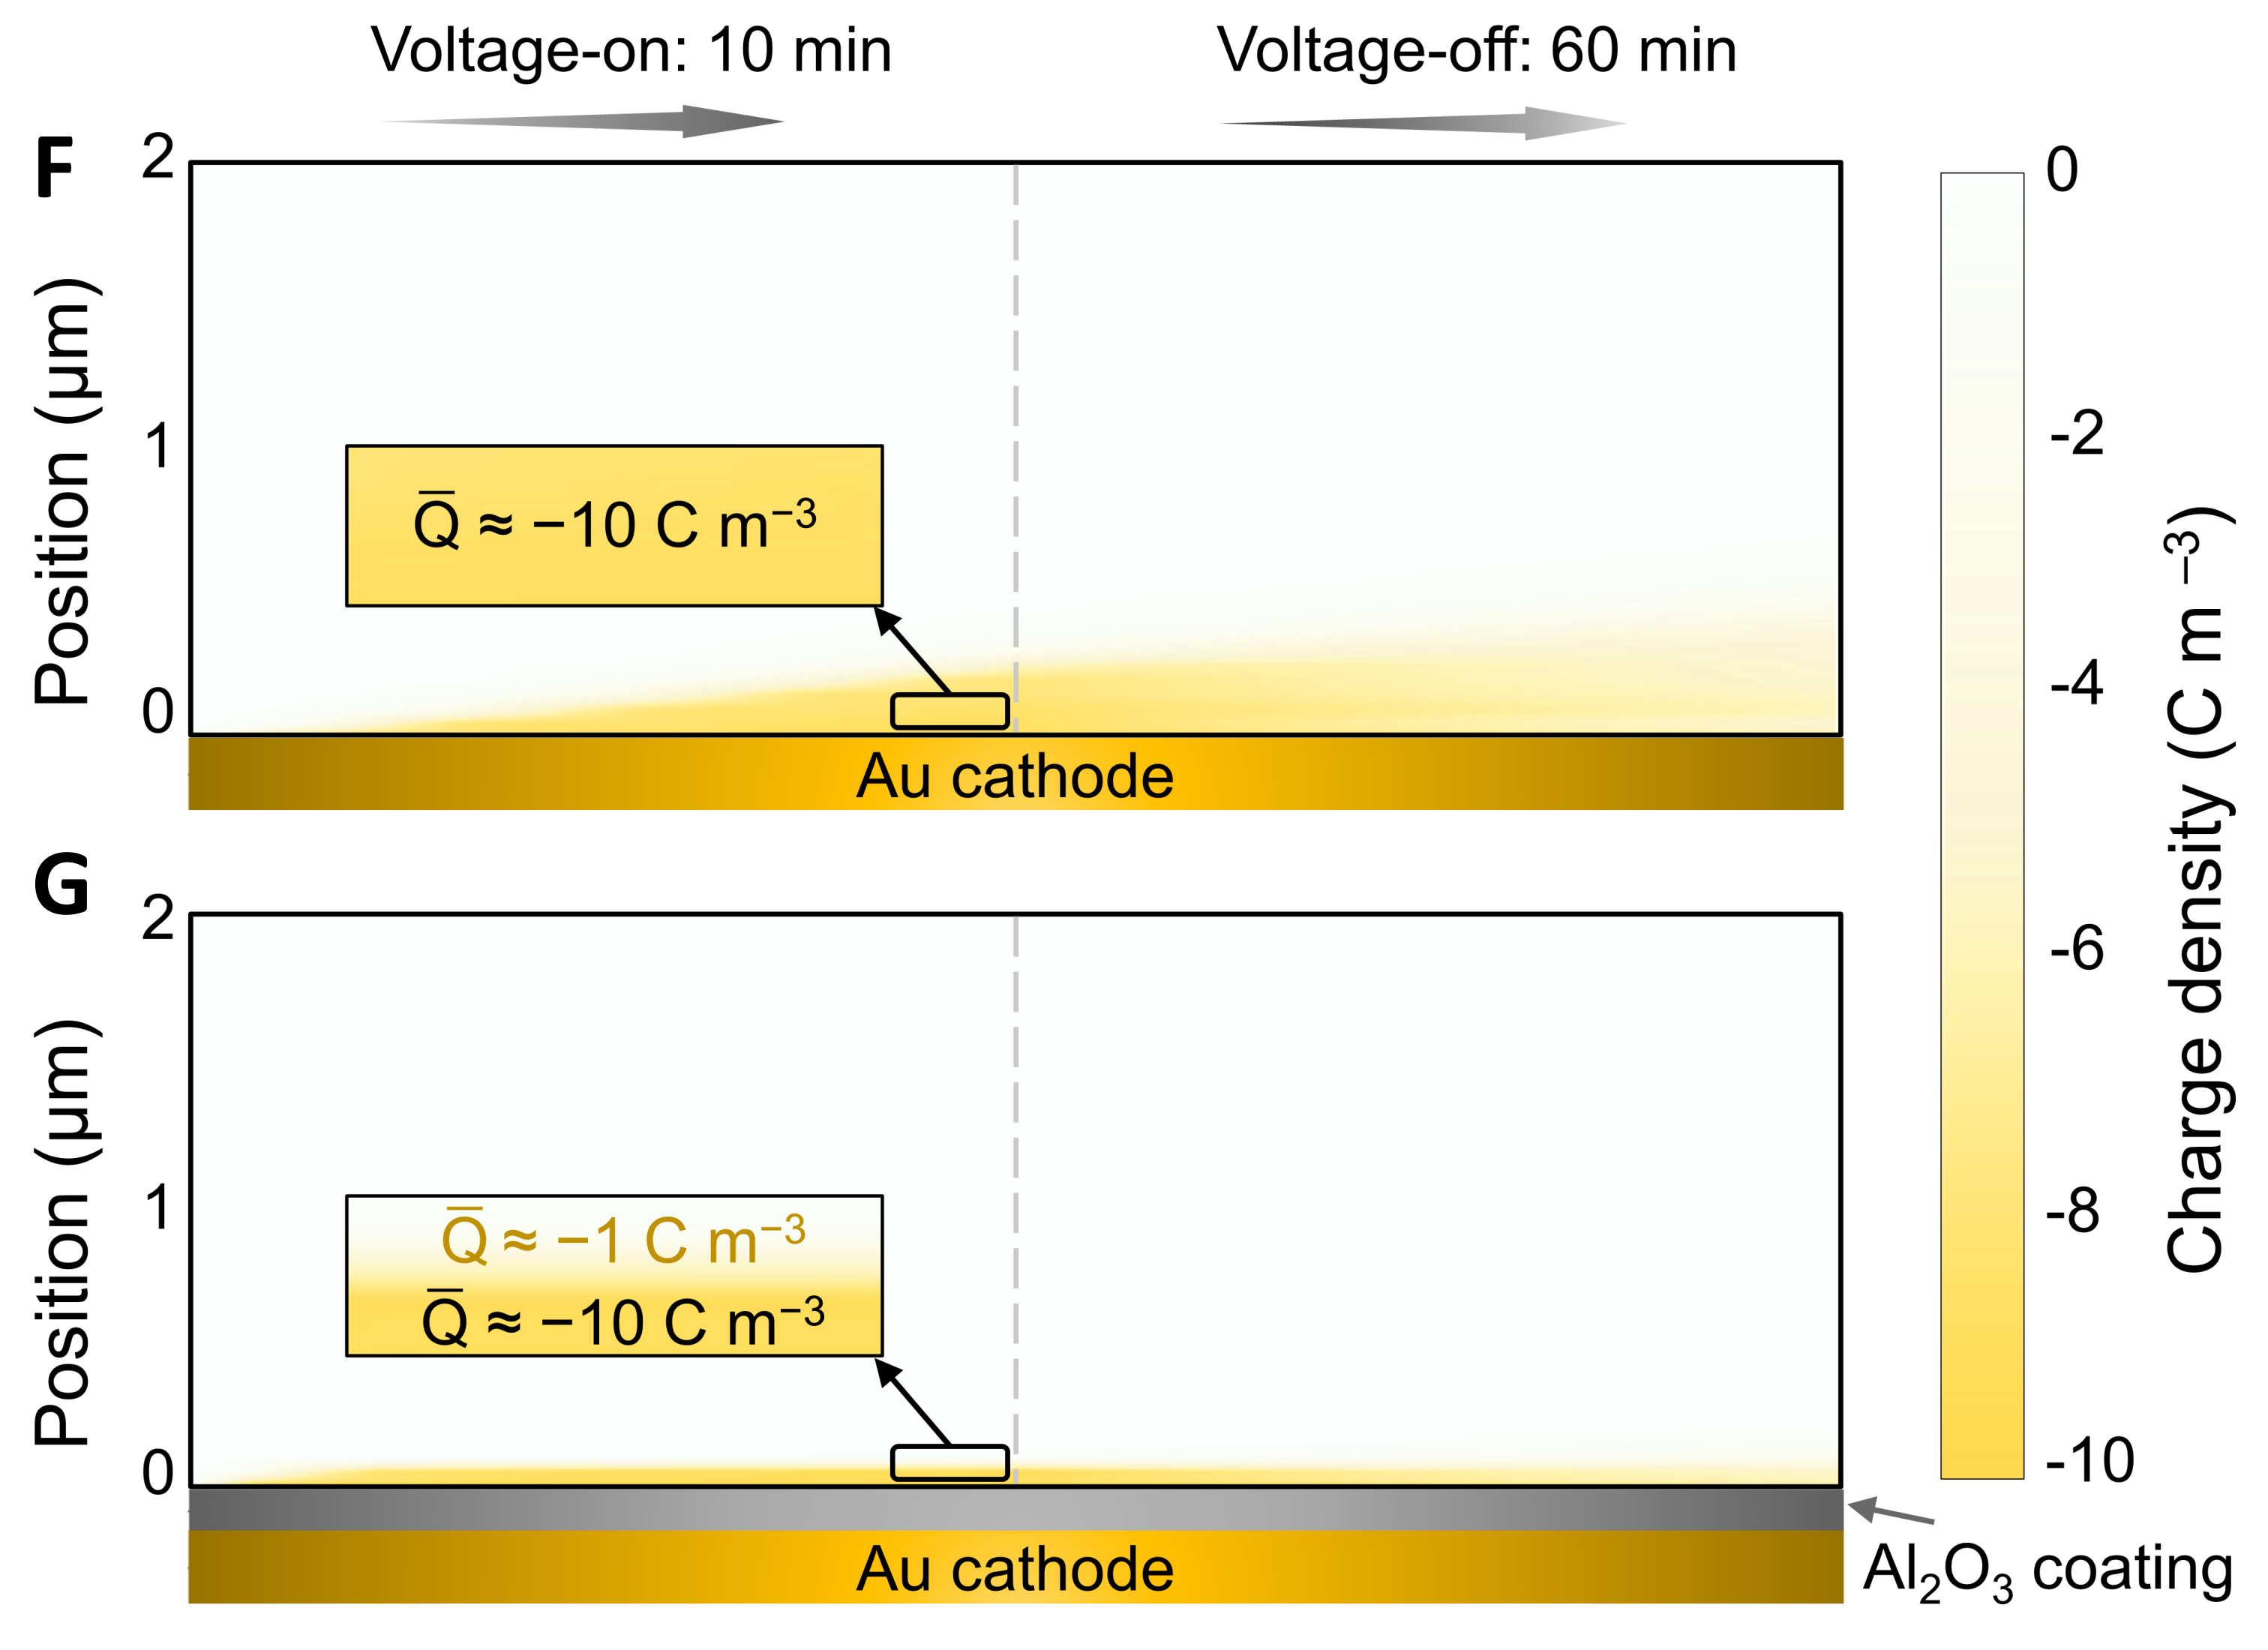 Voltage-on: 10 min
Voltage-off: 60 min
F
2
1
0
Position (μm)
Q̅ ≈ −10 C m⁻³
Au cathode
G
2
1
0
Position (μm)
Q̅ ≈ −1 C m⁻³
Q̅ ≈ −10 C m⁻³
Au cathode
0
-2
-4
-6
-8
-10
Charge density (C m ⁻³)
Al₂O₃ coating